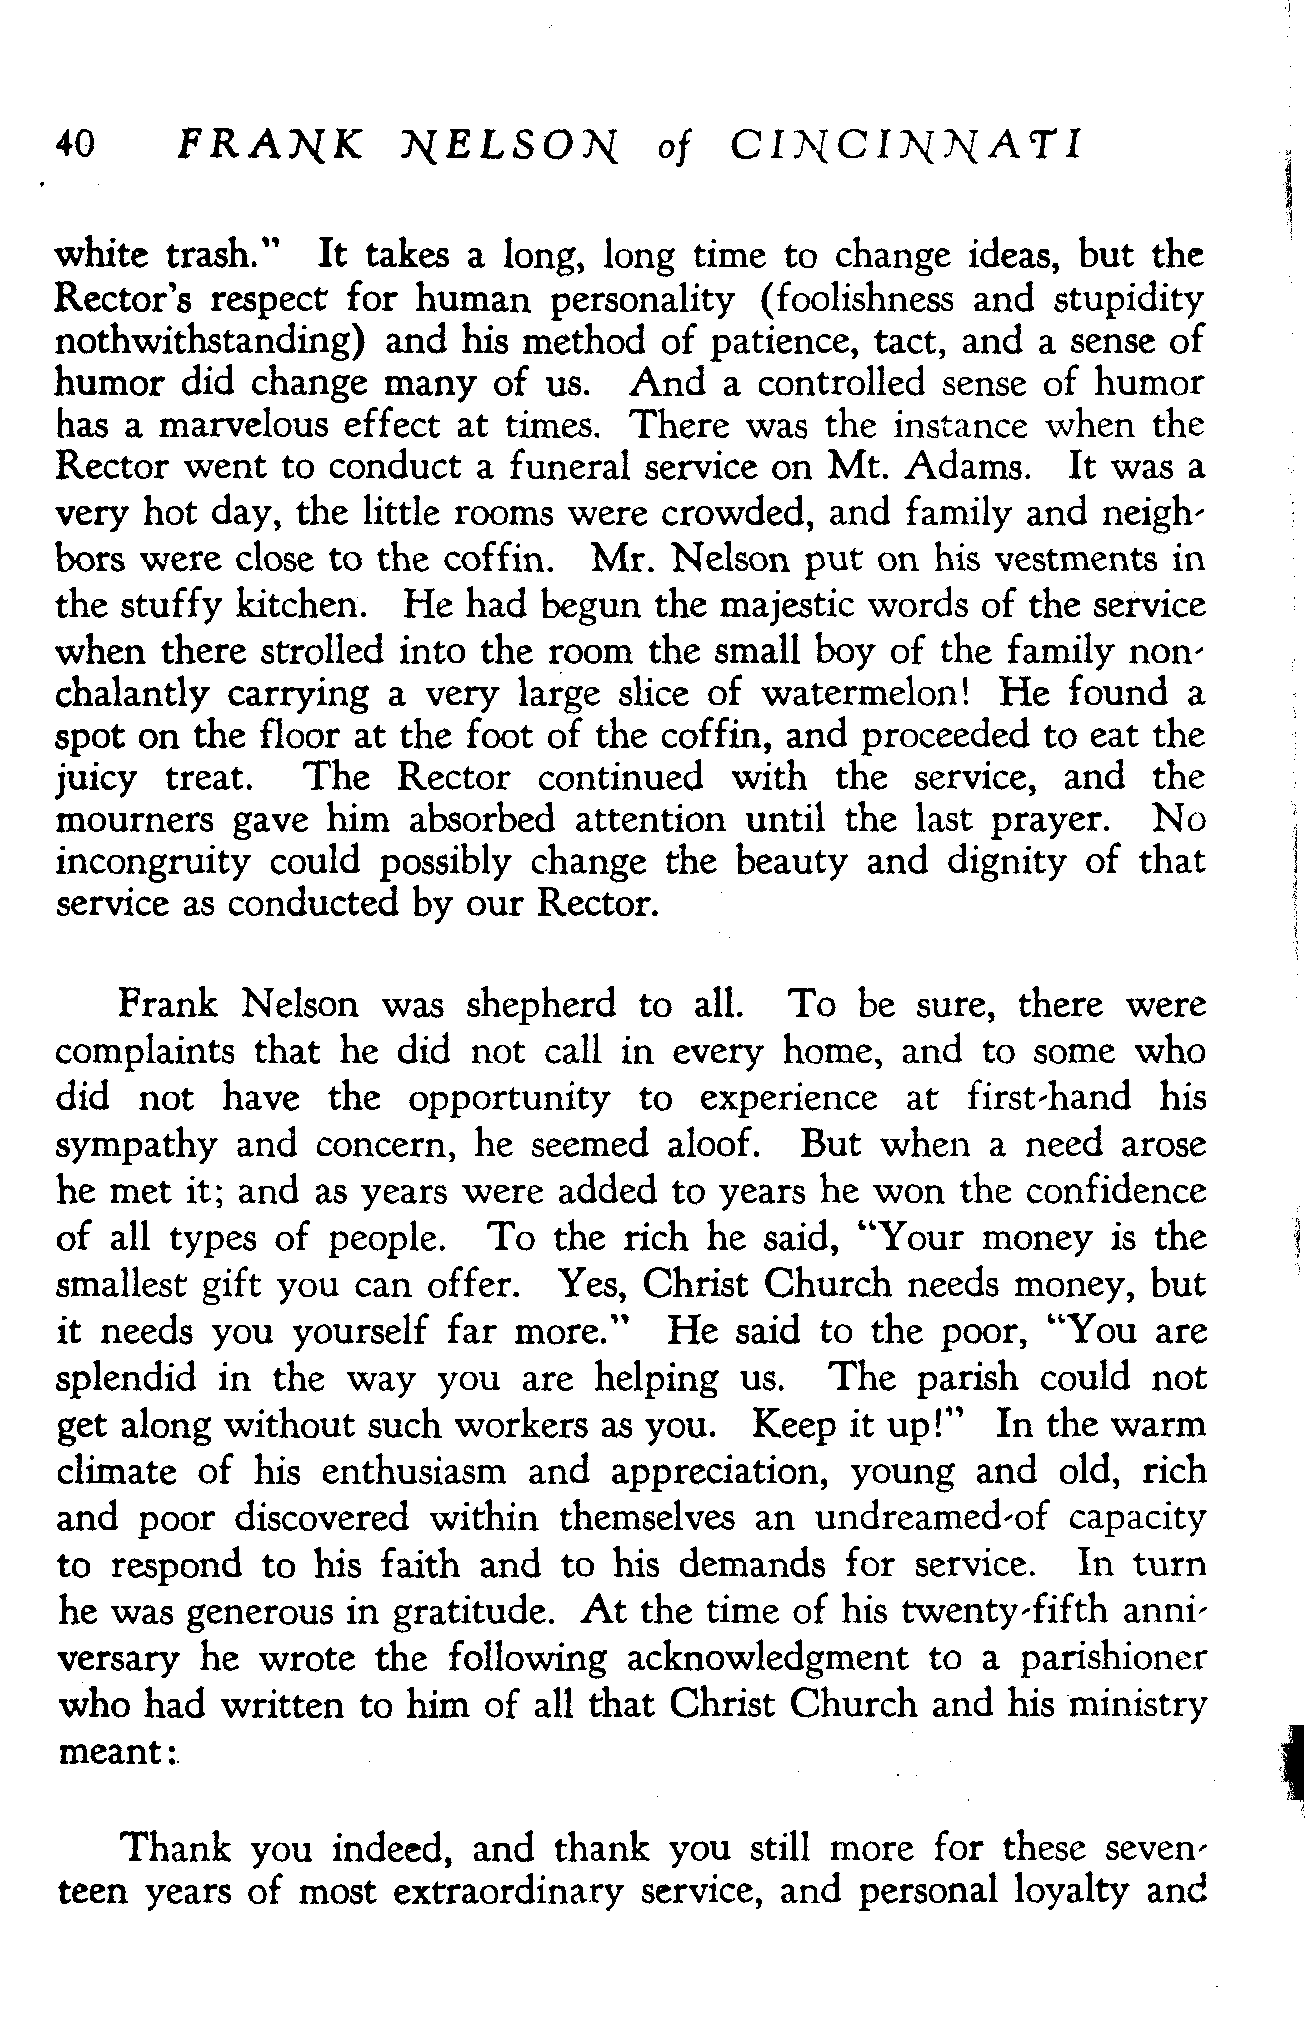 40 FRANK NELSON of CINCINNATI
white trash." It takes a long, long time to change ideas, but the
Rector's respect for human personality (foolishness and stupidity
nothwithstanding) and his method of patience, tact, and a sense of
humor did change many of us. And a controlled sense of humor
has a marvelous effect at times. There was the instance when the
Rector went to conduct a funeral service on Mt. Adams. It was a
very hot day, the little rooms were crowded, and family and neigh-
bors were close to the coffin. Mr. Nelson put on his vestments in
the stuffy kitchen. He had begun the majestic words of the service
when there strolled into the room the small boy of the family non-
chalantly carrying a very large slice of watermelon! He found a
spot on the floor at the foot of the coffin, and proceeded to eat the
juicy treat. The Rector continued with the service, and the
mourners gave him absorbed attention until the last prayer. No
incongruity could possibly change the beauty and dignity of that
service as conducted by our Rector.
Frank Nelson was shepherd to all. To be sure, there were
complaints that he did not call in every home, and to some who
did not have the opportunity to experience at first-hand his
sympathy and concern, he seemed aloof. But when a need arose
he met it; and as years were added to years he won the confidence
of all types of people. To the rich he said, "Your money is the
smallest gift you can offer. Yes, Christ Church needs money, but
it needs you yourself far more." He said to the poor, "You are
splendid in the way you are helping us. The parish could not
get along without such workers as you. Keep it up!" In the warm
climate of his enthusiasm and appreciation, young and old, rich
and poor discovered within themselves an undreamed-of capacity
to respond to his faith and to his demands for service. In turn
he was generous in gratitude. At the time of his twenty-fifth anni-
versary he wrote the following acknowledgment to a parishioner
who had written to him of all that Christ Church and his ministry
meant:
Thank you indeed, and thank you still more for these seven-
teen years of most extraordinary service, and personal loyalty and